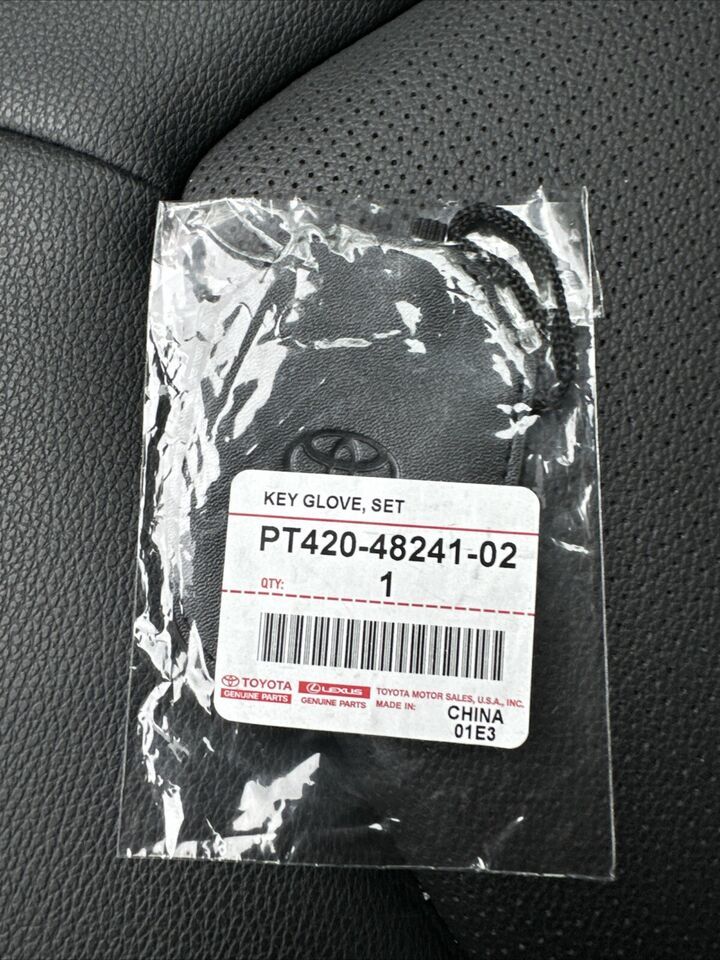 KEY GLOVE, SET
PT420-48241-02
QTY: 1
TOYOTA
GENUINE PARTS
LEXUS
GENUINE PARTS
TOYOTA MOTOR SALES, U.S.A., INC.
MADE IN: CHINA
01E3